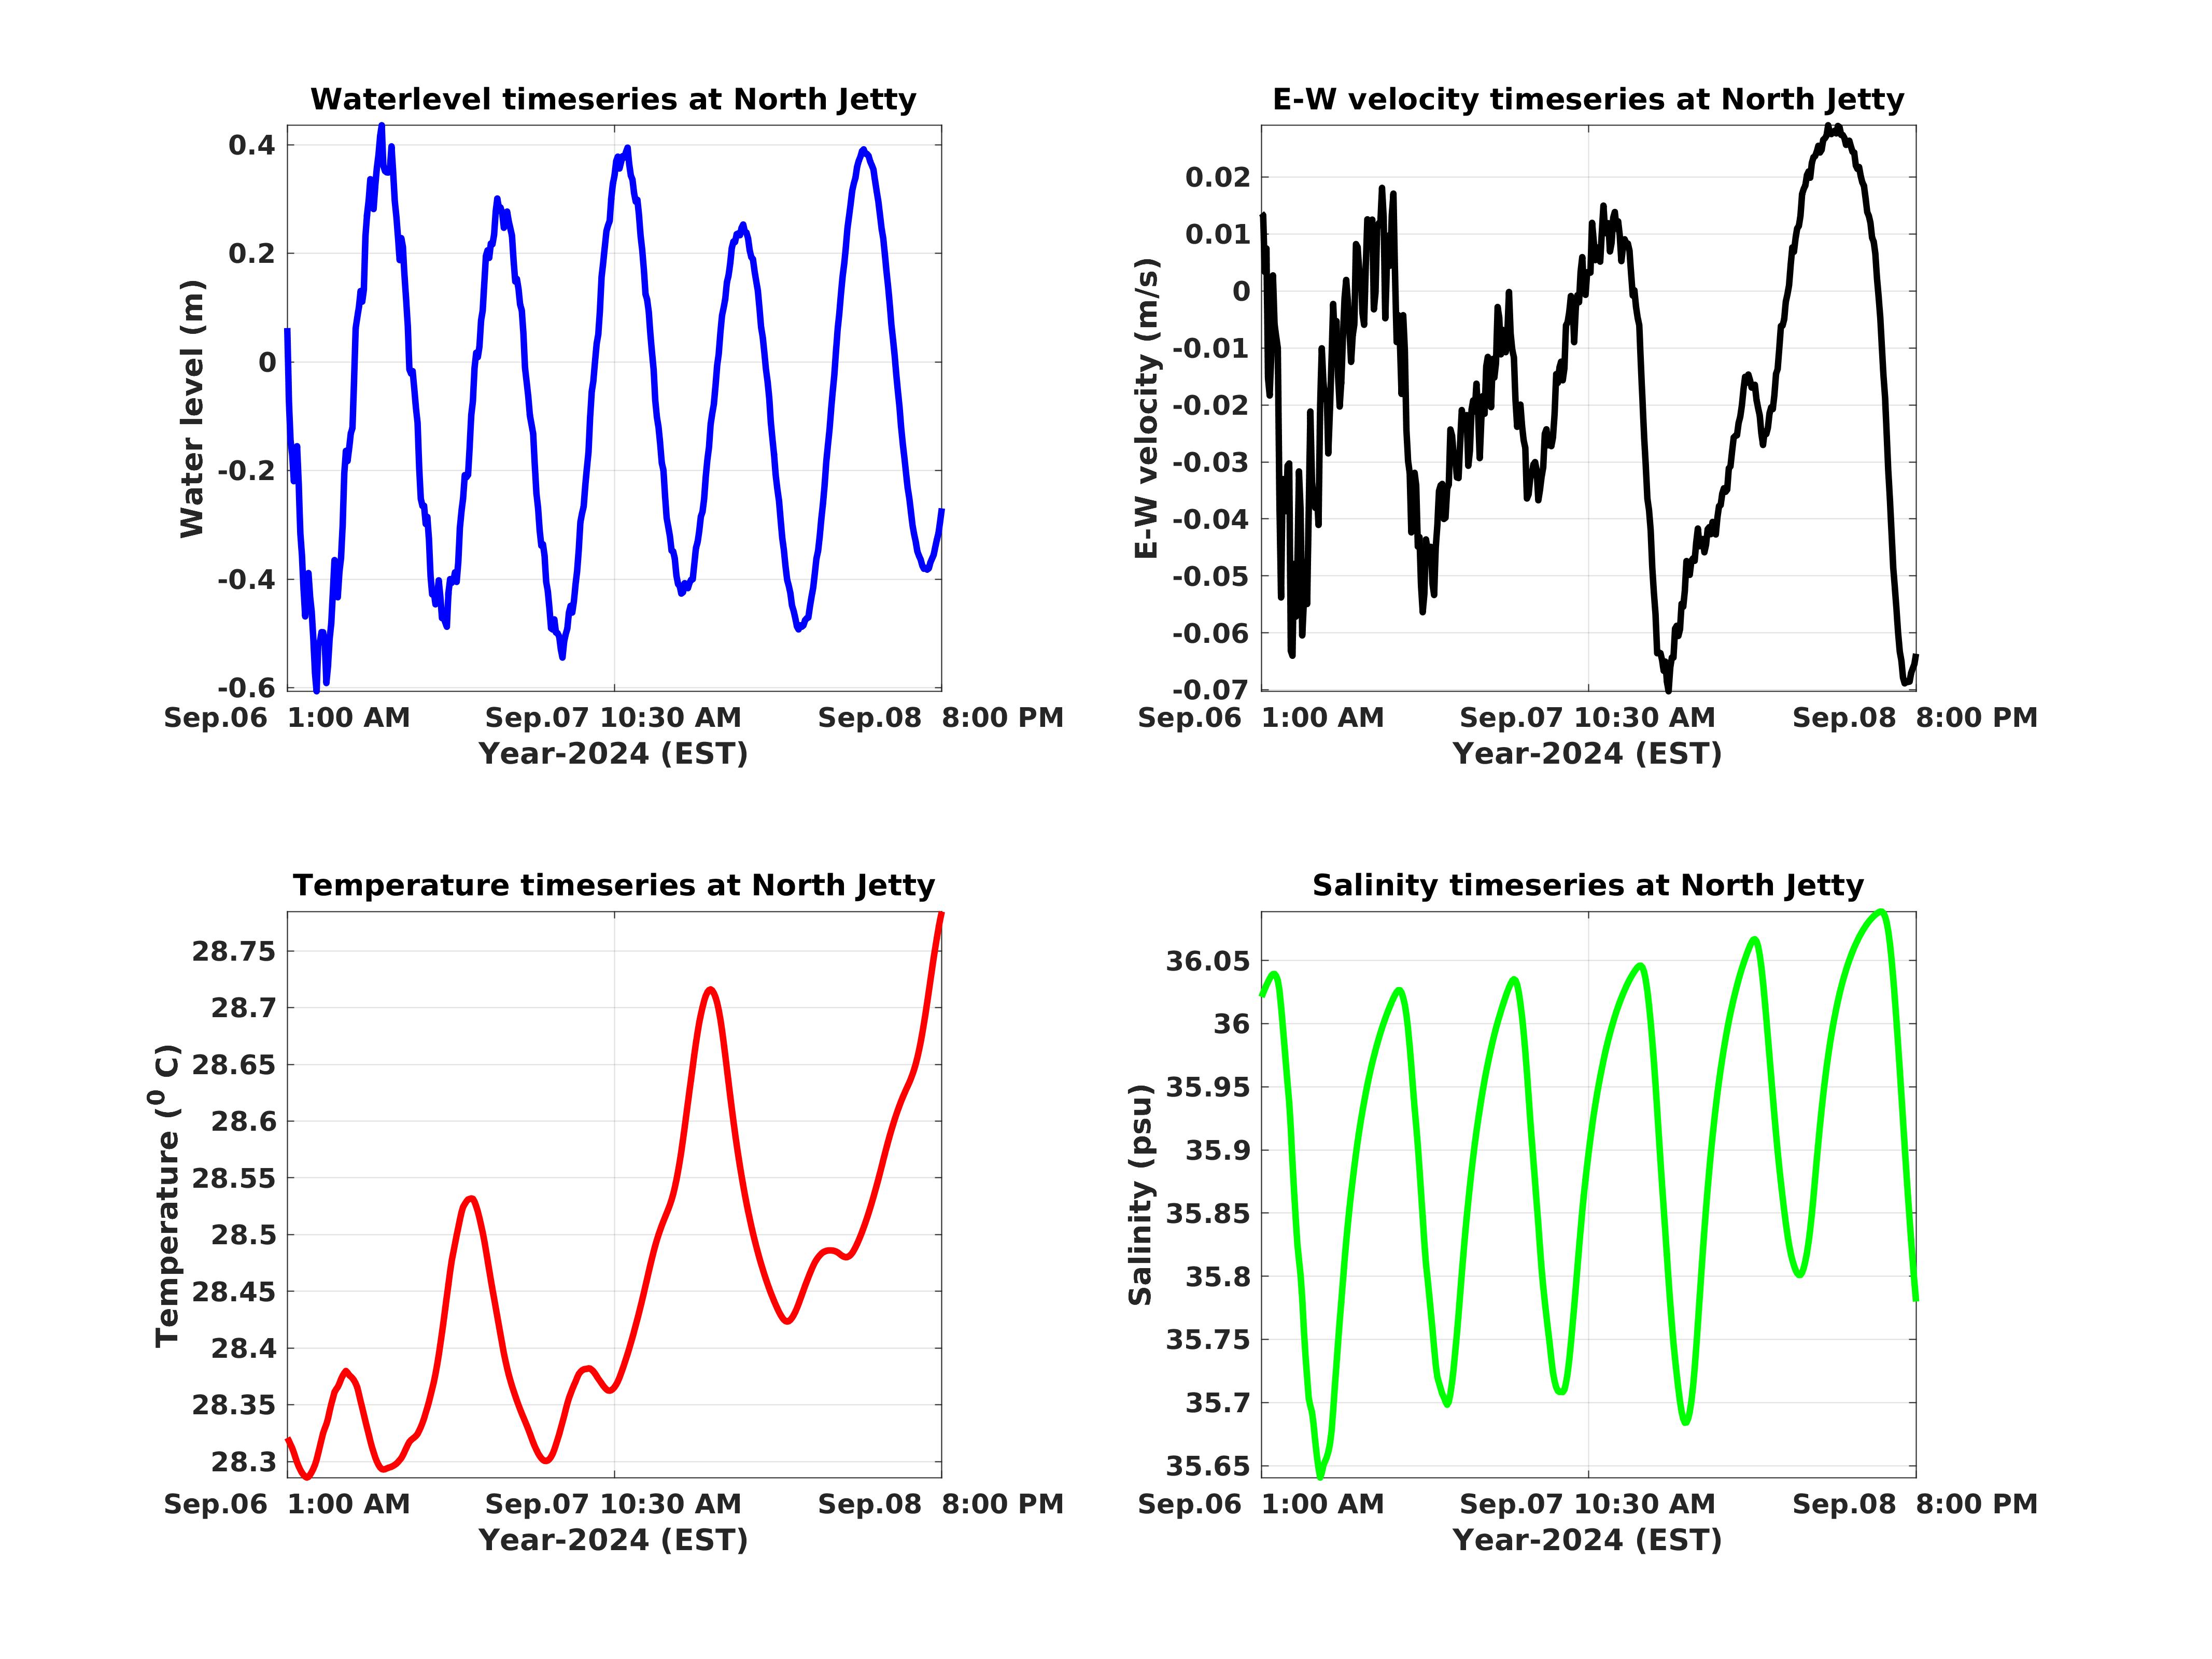 Waterlevel timeseries at North Jetty
0.4
0.2
0
-0.2
-0.4
-0.6
Water level (m)
Sep.06  1:00 AM
Sep.07 10:30 AM
Sep.08  8:00 PM
Year-2024 (EST)
E-W velocity timeseries at North Jetty
0.02
0.01
0
-0.01
-0.02
-0.03
-0.04
-0.05
-0.06
-0.07
E-W velocity (m/s)
Sep.06  1:00 AM
Sep.07 10:30 AM
Sep.08  8:00 PM
Year-2024 (EST)
Temperature timeseries at North Jetty
28.75
28.7
28.65
28.6
28.55
28.5
28.45
28.4
28.35
28.3
Temperature (⁰ C)
Sep.06  1:00 AM
Sep.07 10:30 AM
Sep.08  8:00 PM
Year-2024 (EST)
Salinity timeseries at North Jetty
36.05
36
35.95
35.9
35.85
35.8
35.75
35.7
35.65
Salinity (psu)
Sep.06  1:00 AM
Sep.07 10:30 AM
Sep.08  8:00 PM
Year-2024 (EST)